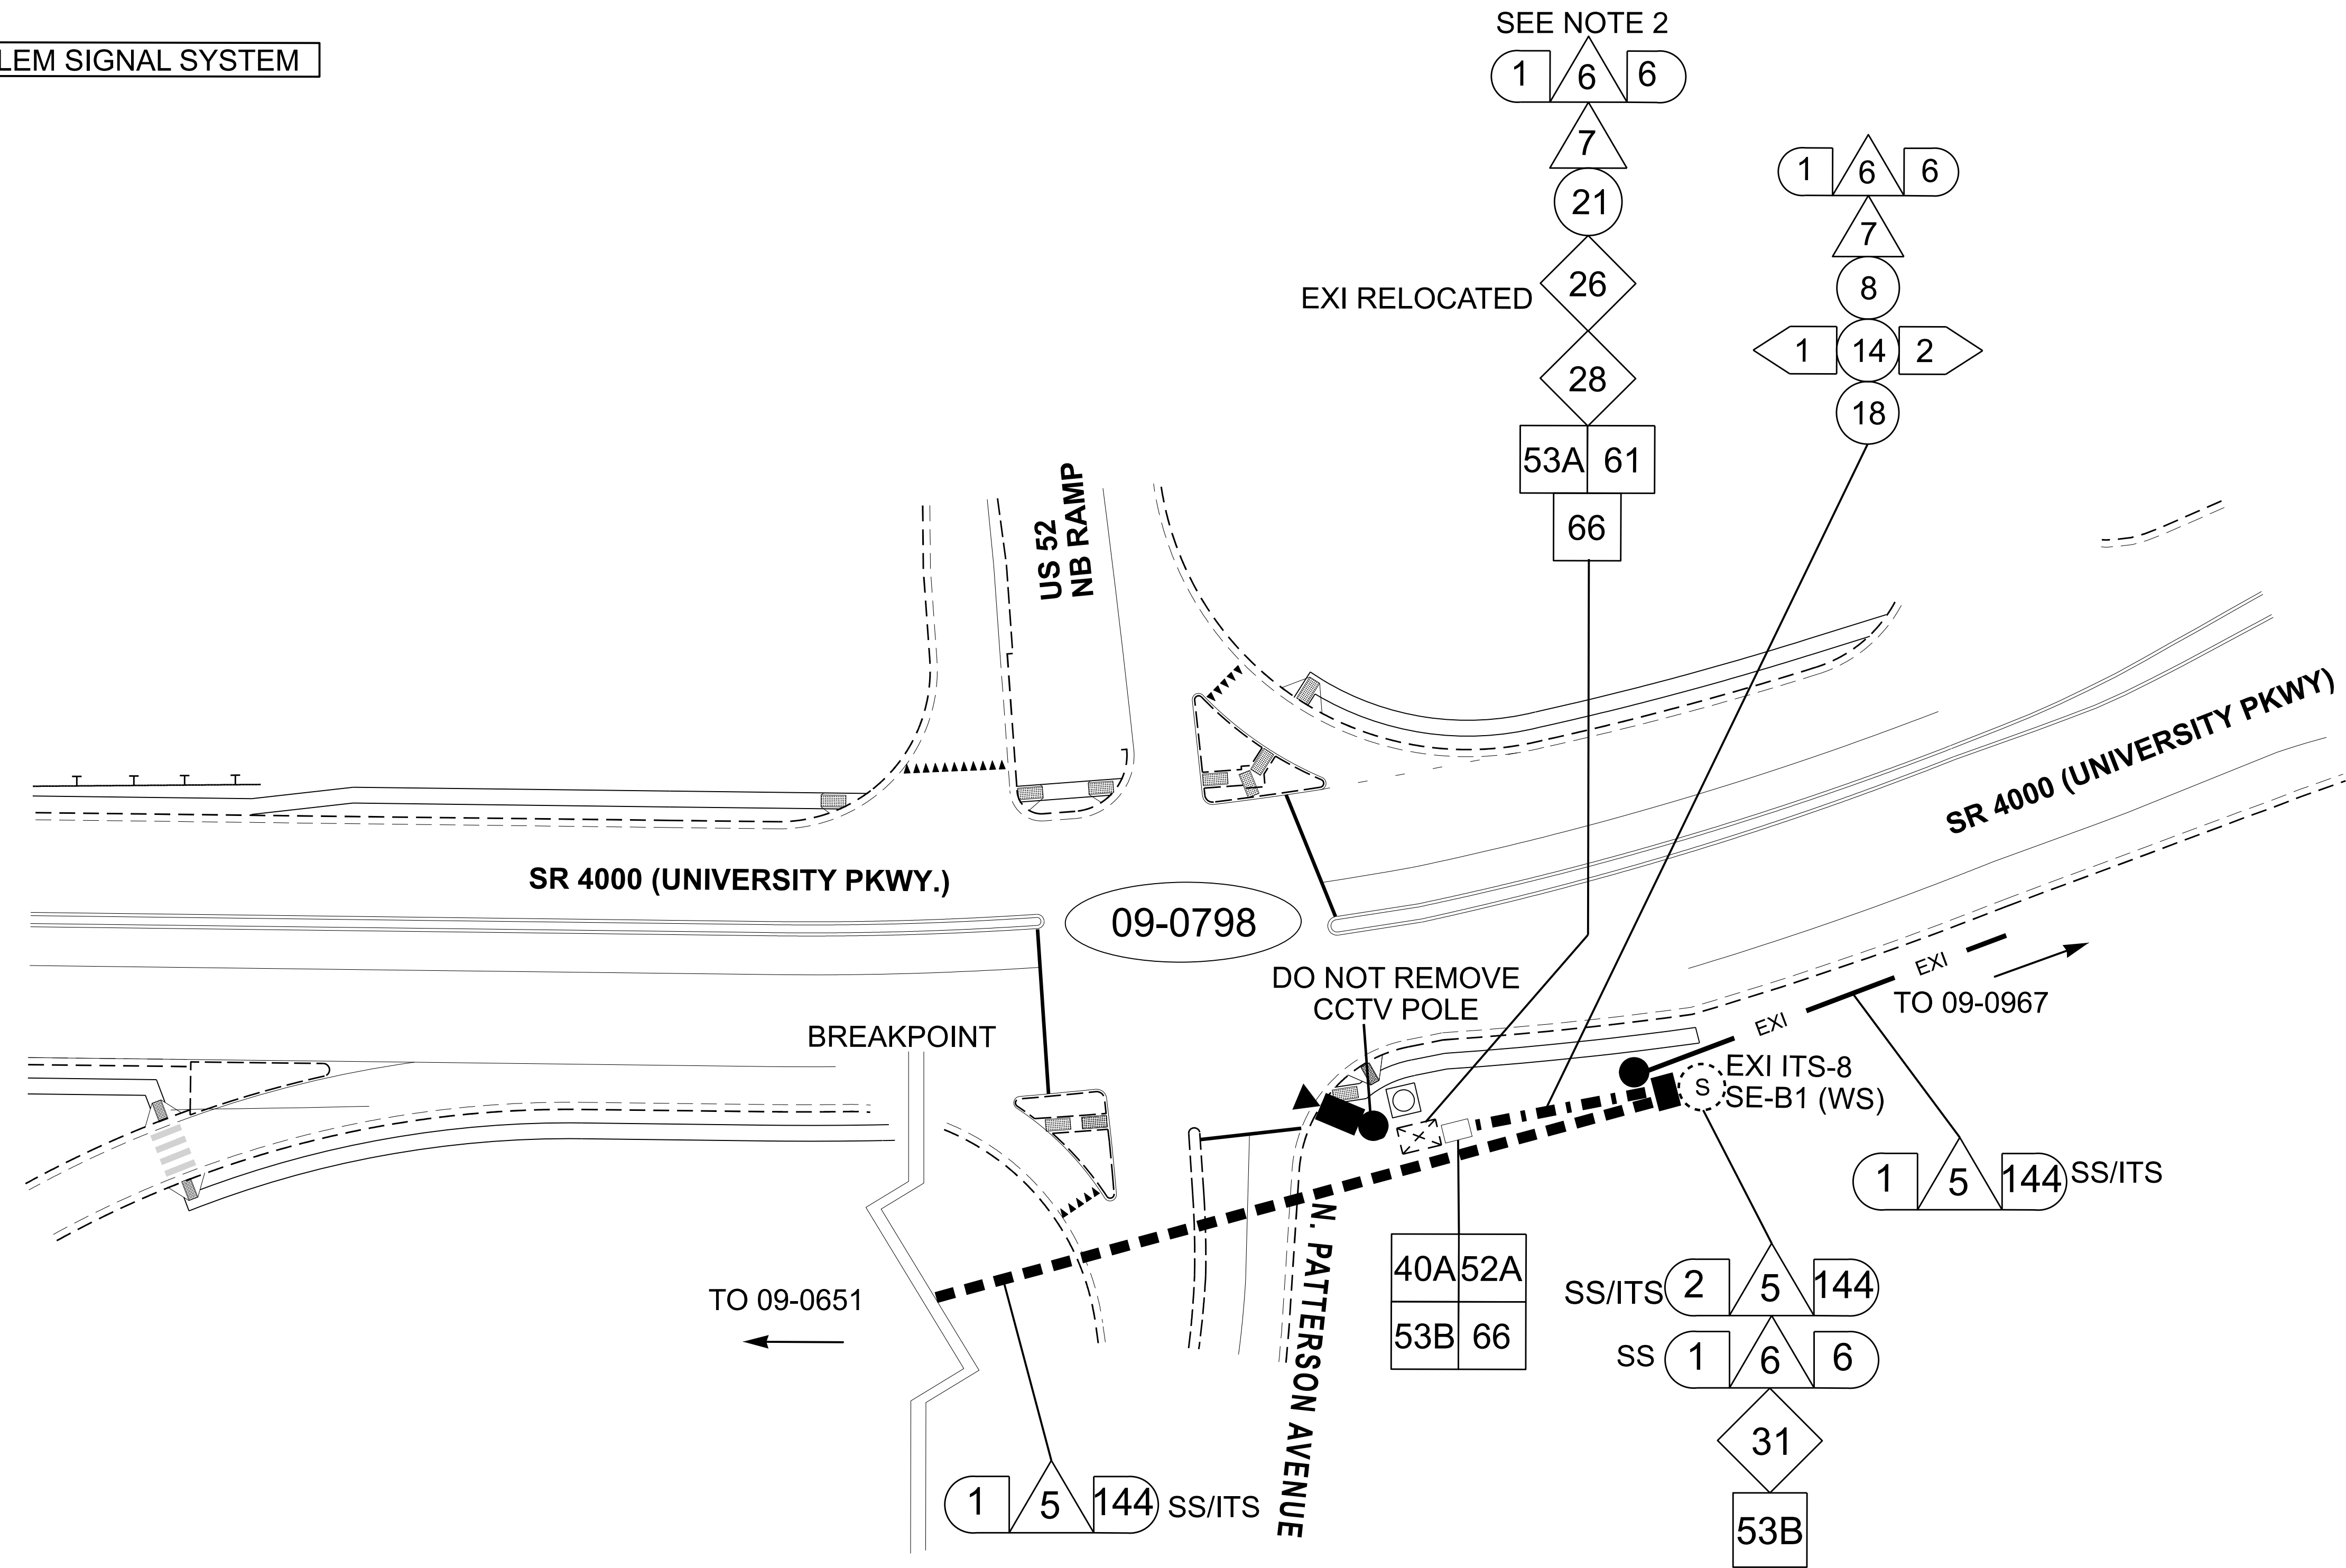 LEM SIGNAL SYSTEM
SEE NOTE 2
1 6 6
7
21
EXI RELOCATED
26
28
53A 61
66
1 6 6
7
8
1 14 2
18
US 52
NB RAMP
SR 4000 (UNIVERSITY PKWY)
SR 4000 (UNIVERSITY PKWY.)
09-0798
DO NOT REMOVE
CCTV POLE
BREAKPOINT
EXI
EXI
TO 09-0967
EXI ITS-8
SE-B1 (WS)
S
1 5 144 SS/ITS
N. PATTERSON AVENUE
40A 52A
53B 66
TO 09-0651
SS/ITS 2 5 144
SS 1 6 6
31
53B
1 5 144 SS/ITS